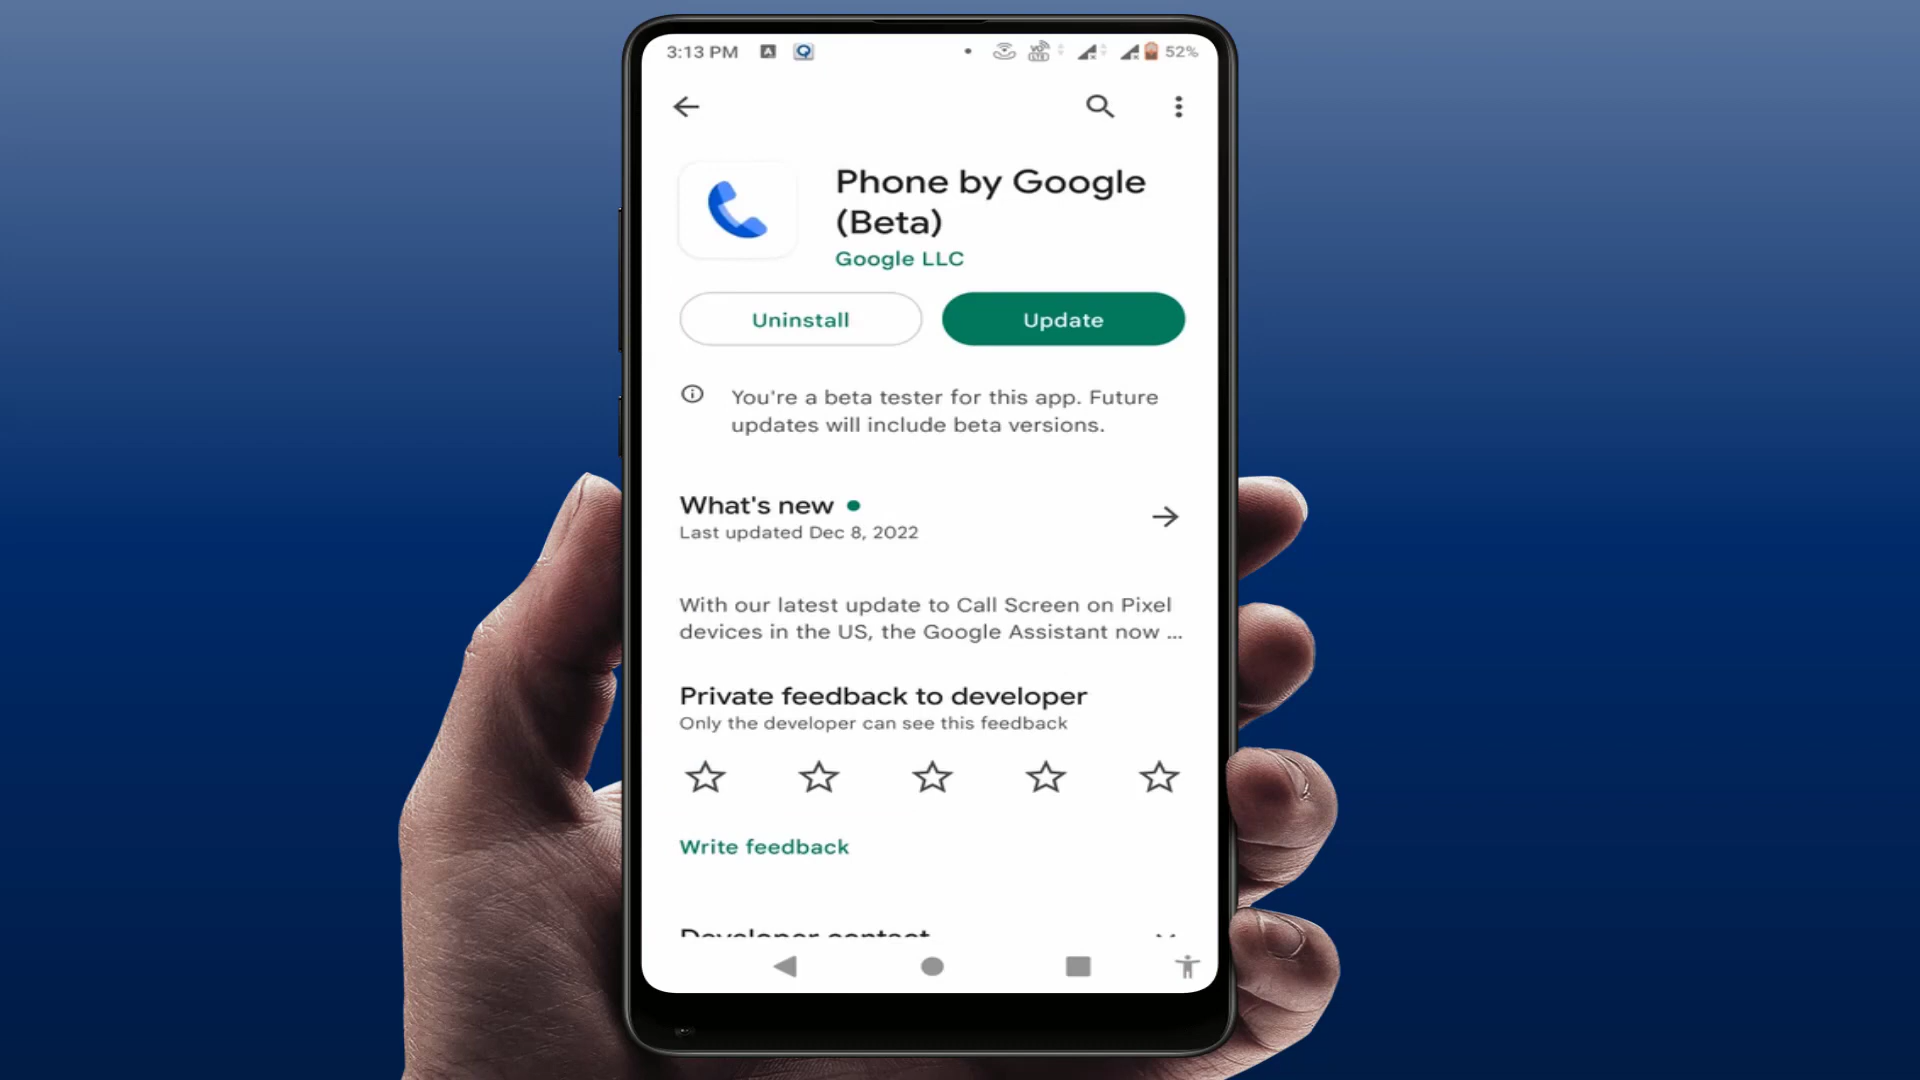 3:13 PM
52%
Phone by Google
(Beta)
Google LLC
Uninstall
Update
You're a beta tester for this app. Future
updates will include beta versions.
What's new
Last updated Dec 8, 2022
With our latest update to Call Screen on Pixel
devices in the US, the Google Assistant now ...
Private feedback to developer
Only the developer can see this feedback
Write feedback
Developer contact